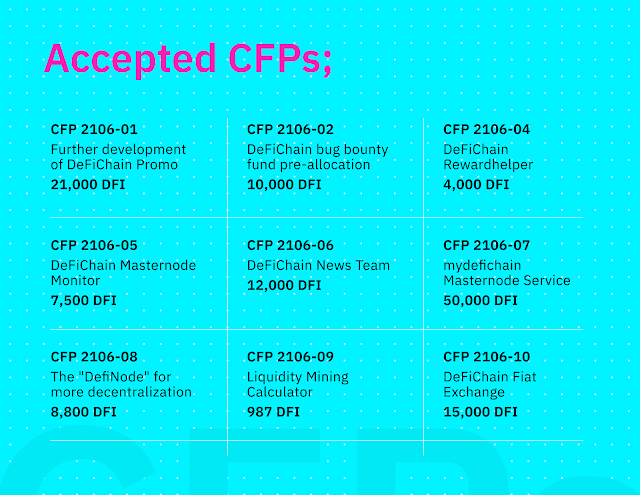 Accepted CFPs;
CFP 2106-01
Further development
of DeFiChain Promo
21,000 DFI
CFP 2106-02
DeFiChain bug bounty
fund pre-allocation
10,000 DFI
CFP 2106-04
DeFiChain
Rewardhelper
4,000 DFI
CFP 2106-05
DeFiChain Masternode
Monitor
7,500 DFI
CFP 2106-06
DeFiChain News Team
12,000 DFI
CFP 2106-07
mydefichain
Masternode Service
50,000 DFI
CFP 2106-08
The "DefiNode" for
more decentralization
8,800 DFI
CFP 2106-09
Liquidity Mining
Calculator
987 DFI
CFP 2106-10
DeFiChain Fiat
Exchange
15,000 DFI
CFPs